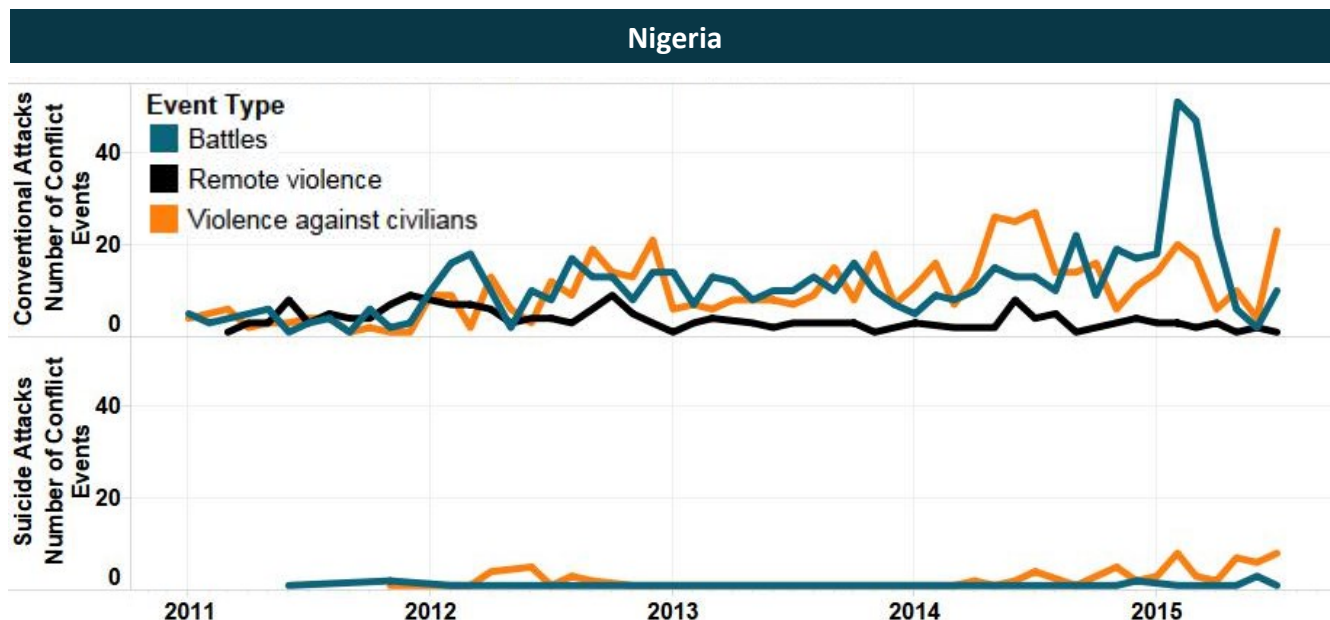 Nigeria
Conventional Attacks
Number of Conflict
Events
Event Type
Battles
Remote violence
Violence against civilians
40
20
0
Suicide Attacks
Number of Conflict
Events
40
20
0
2011 2012 2013 2014 2015